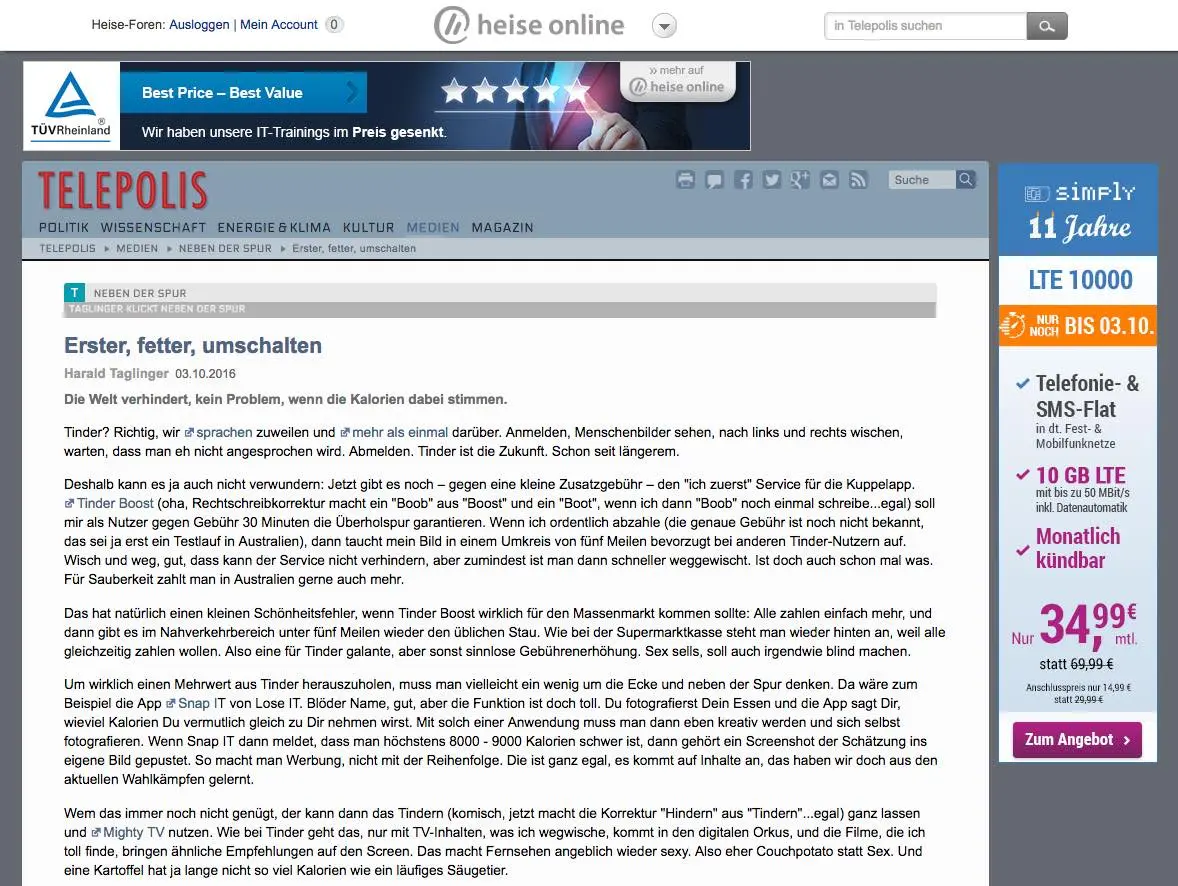 Heise-Foren: Ausloggen | Mein Account 0
heise online
in Telepolis suchen
TÜVRheinland®
Best Price – Best Value
Wir haben unsere IT-Trainings im Preis gesenkt.
» mehr auf
heise online
TELEPOLIS
Suche
POLITIK WISSENSCHAFT ENERGIE & KLIMA KULTUR MEDIEN MAGAZIN
TELEPOLIS ▸ MEDIEN ▸ NEBEN DER SPUR ▸ Erster, fetter, umschalten
T NEBEN DER SPUR
TAGLINGER KLICKT NEBEN DER SPUR
Erster, fetter, umschalten
Harald Taglinger 03.10.2016
Die Welt verhindert, kein Problem, wenn die Kalorien dabei stimmen.
Tinder? Richtig, wir sprachen zuweilen und mehr als einmal darüber. Anmelden, Menschenbilder sehen, nach links und rechts wischen,
warten, dass man eh nicht angesprochen wird. Abmelden. Tinder ist die Zukunft. Schon seit längerem.
Deshalb kann es ja auch nicht verwundern: Jetzt gibt es noch – gegen eine kleine Zusatzgebühr – den "ich zuerst" Service für die Kuppelapp.
Tinder Boost (oha, Rechtschreibkorrektur macht ein "Boob" aus "Boost" und ein "Boot", wenn ich dann "Boob" noch einmal schreibe...egal) soll
mir als Nutzer gegen Gebühr 30 Minuten die Überholspur garantieren. Wenn ich ordentlich abzahle (die genaue Gebühr ist noch nicht bekannt,
das sei ja erst ein Testlauf in Australien), dann taucht mein Bild in einem Umkreis von fünf Meilen bevorzugt bei anderen Tinder-Nutzern auf.
Wisch und weg, gut, dass kann der Service nicht verhindern, aber zumindest ist man dann schneller weggewischt. Ist doch auch schon mal was.
Für Sauberkeit zahlt man in Australien gerne auch mehr.
Das hat natürlich einen kleinen Schönheitsfehler, wenn Tinder Boost wirklich für den Massenmarkt kommen sollte: Alle zahlen einfach mehr, und
dann gibt es im Nahverkehrbereich unter fünf Meilen wieder den üblichen Stau. Wie bei der Supermarktkasse steht man wieder hinten an, weil alle
gleichzeitig zahlen wollen. Also eine für Tinder galante, aber sonst sinnlose Gebührenerhöhung. Sex sells, soll auch irgendwie blind machen.
Um wirklich einen Mehrwert aus Tinder herauszuholen, muss man vielleicht ein wenig um die Ecke und neben der Spur denken. Da wäre zum
Beispiel die App Snap IT von Lose IT. Blöder Name, gut, aber die Funktion ist doch toll. Du fotografierst Dein Essen und die App sagt Dir,
wieviel Kalorien Du vermutlich gleich zu Dir nehmen wirst. Mit solch einer Anwendung muss man dann eben kreativ werden und sich selbst
fotografieren. Wenn Snap IT dann meldet, dass man höchstens 8000 - 9000 Kalorien schwer ist, dann gehört ein Screenshot der Schätzung ins
eigene Bild gepustet. So macht man Werbung, nicht mit der Reihenfolge. Die ist ganz egal, es kommt auf Inhalte an, das haben wir doch aus den
aktuellen Wahlkämpfen gelernt.
Wem das immer noch nicht genügt, der kann dann das Tindern (komisch, jetzt macht die Korrektur "Hindern" aus "Tindern"...egal) ganz lassen
und Mighty TV nutzen. Wie bei Tinder geht das, nur mit TV-Inhalten, was ich wegwische, kommt in den digitalen Orkus, und die Filme, die ich
toll finde, bringen ähnliche Empfehlungen auf den Screen. Das macht Fernsehen angeblich wieder sexy. Also eher Couchpotato statt Sex. Und
eine Kartoffel hat ja lange nicht so viel Kalorien wie ein läufiges Säugetier.
simply
11 Jahre
LTE 10000
NUR NOCH BIS 03.10.
Telefonie- &
SMS-Flat
in dt. Fest- &
Mobilfunknetze
10 GB LTE
mit bis zu 50 MBit/s
inkl. Datenautomatik
Monatlich
kündbar
Nur 34,99€ mtl.
statt 69,99 €
Anschlusspreis nur 14,99 €
statt 29,99 €
Zum Angebot ›